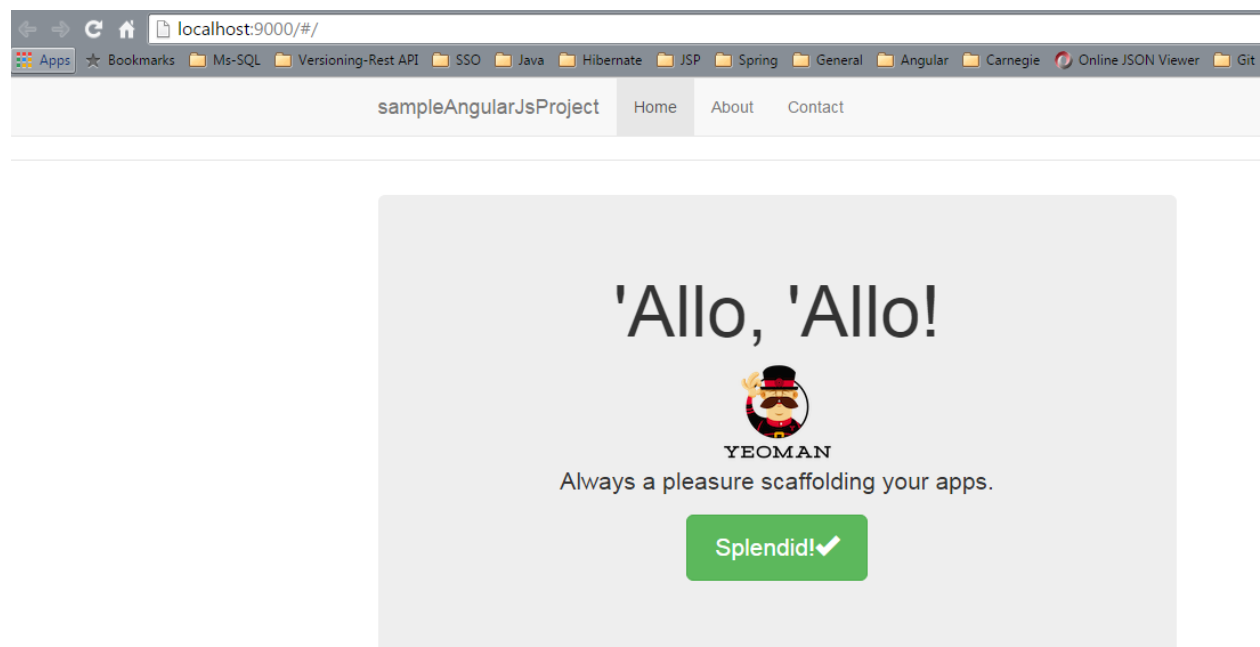 localhost:9000/#/
Apps Bookmarks Ms-SQL Versioning-Rest API SSO Java Hibernate JSP Spring General Angular Carnegie Online JSON Viewer Git
sampleAngularJsProject Home About Contact
'Allo, 'Allo!
YEOMAN
Always a pleasure scaffolding your apps.
Splendid!✔